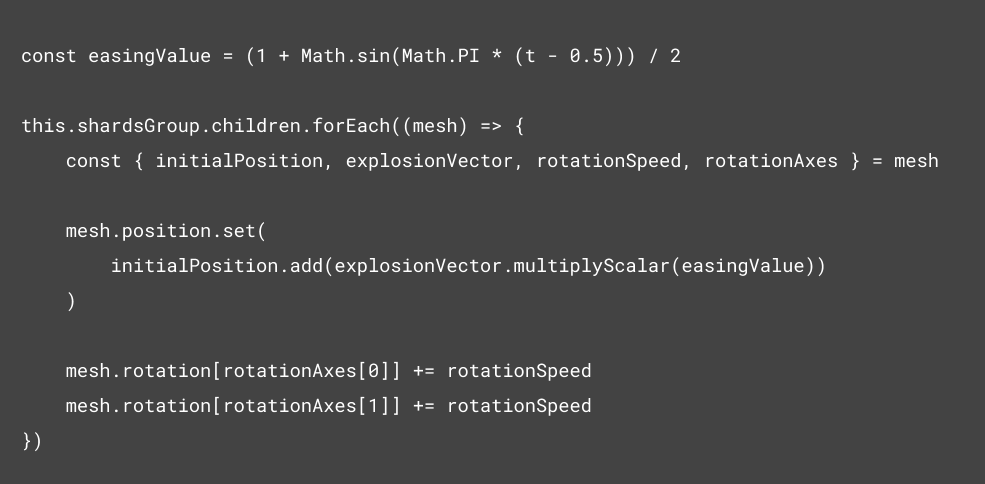 const easingValue = (1 + Math.sin(Math.PI * (t - 0.5))) / 2
this.shardsGroup.children.forEach((mesh) => {
    const { initialPosition, explosionVector, rotationSpeed, rotationAxes } = mesh
    mesh.position.set(
        initialPosition.add(explosionVector.multiplyScalar(easingValue))
    )
    mesh.rotation[rotationAxes[0]] += rotationSpeed
    mesh.rotation[rotationAxes[1]] += rotationSpeed
})